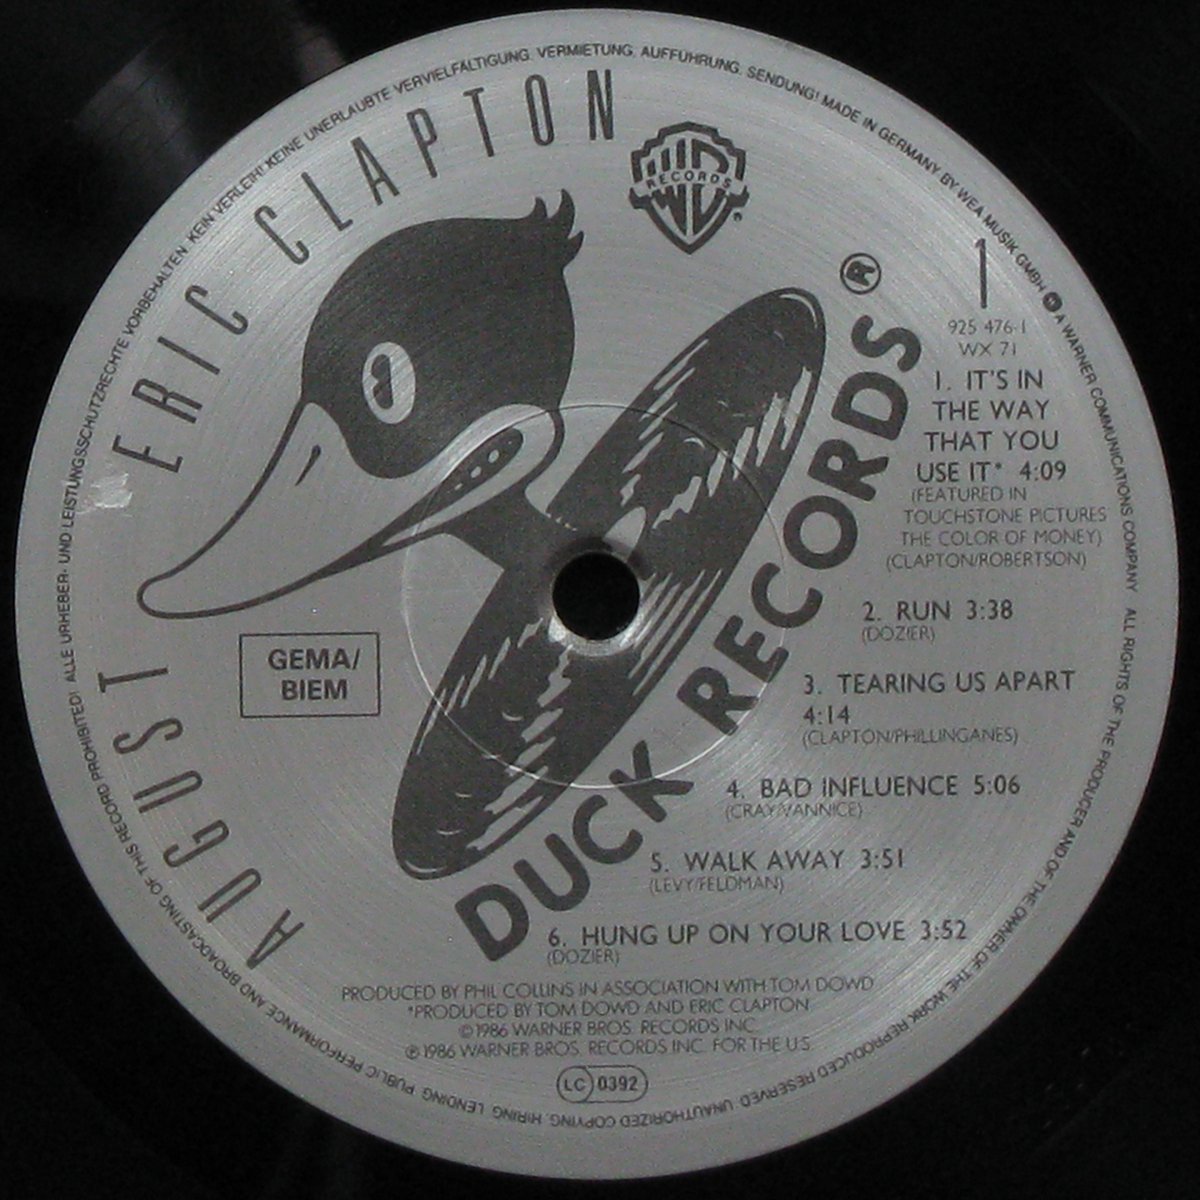 ALLE URHEBER- UND LEISTUNGSSCHUTZRECHTE VORBEHALTEN. KEIN VERLEIH! KEINE UNERLAUBTE VERVIELFÄLTIGUNG, VERMIETUNG, AUFFÜHRUNG, SENDUNG! MADE IN GERMANY BY WEA MUSIK GMBH A WARNER COMMUNICATIONS COMPANY ALL RIGHTS OF THE PRODUCER AND OF THE OWNER OF THE WORK REPRODUCED RESERVED. UNAUTHORIZED COPYING, HIRING, LENDING, PUBLIC PERFORMANCE AND BROADCASTING OF THIS RECORD PROHIBITED!
AUGUST ERIC CLAPTON
WB
RECORDS
®
DUCK RECORDS®
1
925 476-1
WX 71
1. IT'S IN
THE WAY
THAT YOU
USE IT* 4:09
(FEATURED IN
TOUCHSTONE PICTURES
THE COLOR OF MONEY)
(CLAPTON/ROBERTSON)
2. RUN 3:38
(DOZIER)
GEMA/
BIEM
3. TEARING US APART
4:14
(CLAPTON/PHILLINGANES)
4. BAD INFLUENCE 5:06
(CRAY/VANNICE)
5. WALK AWAY 3:51
(LEVY/FELDMAN)
6. HUNG UP ON YOUR LOVE 3:52
(DOZIER)
PRODUCED BY PHIL COLLINS IN ASSOCIATION WITH TOM DOWD
*PRODUCED BY TOM DOWD AND ERIC CLAPTON
©1986 WARNER BROS. RECORDS INC.
℗1986 WARNER BROS. RECORDS INC. FOR THE U.S.
LC 0392